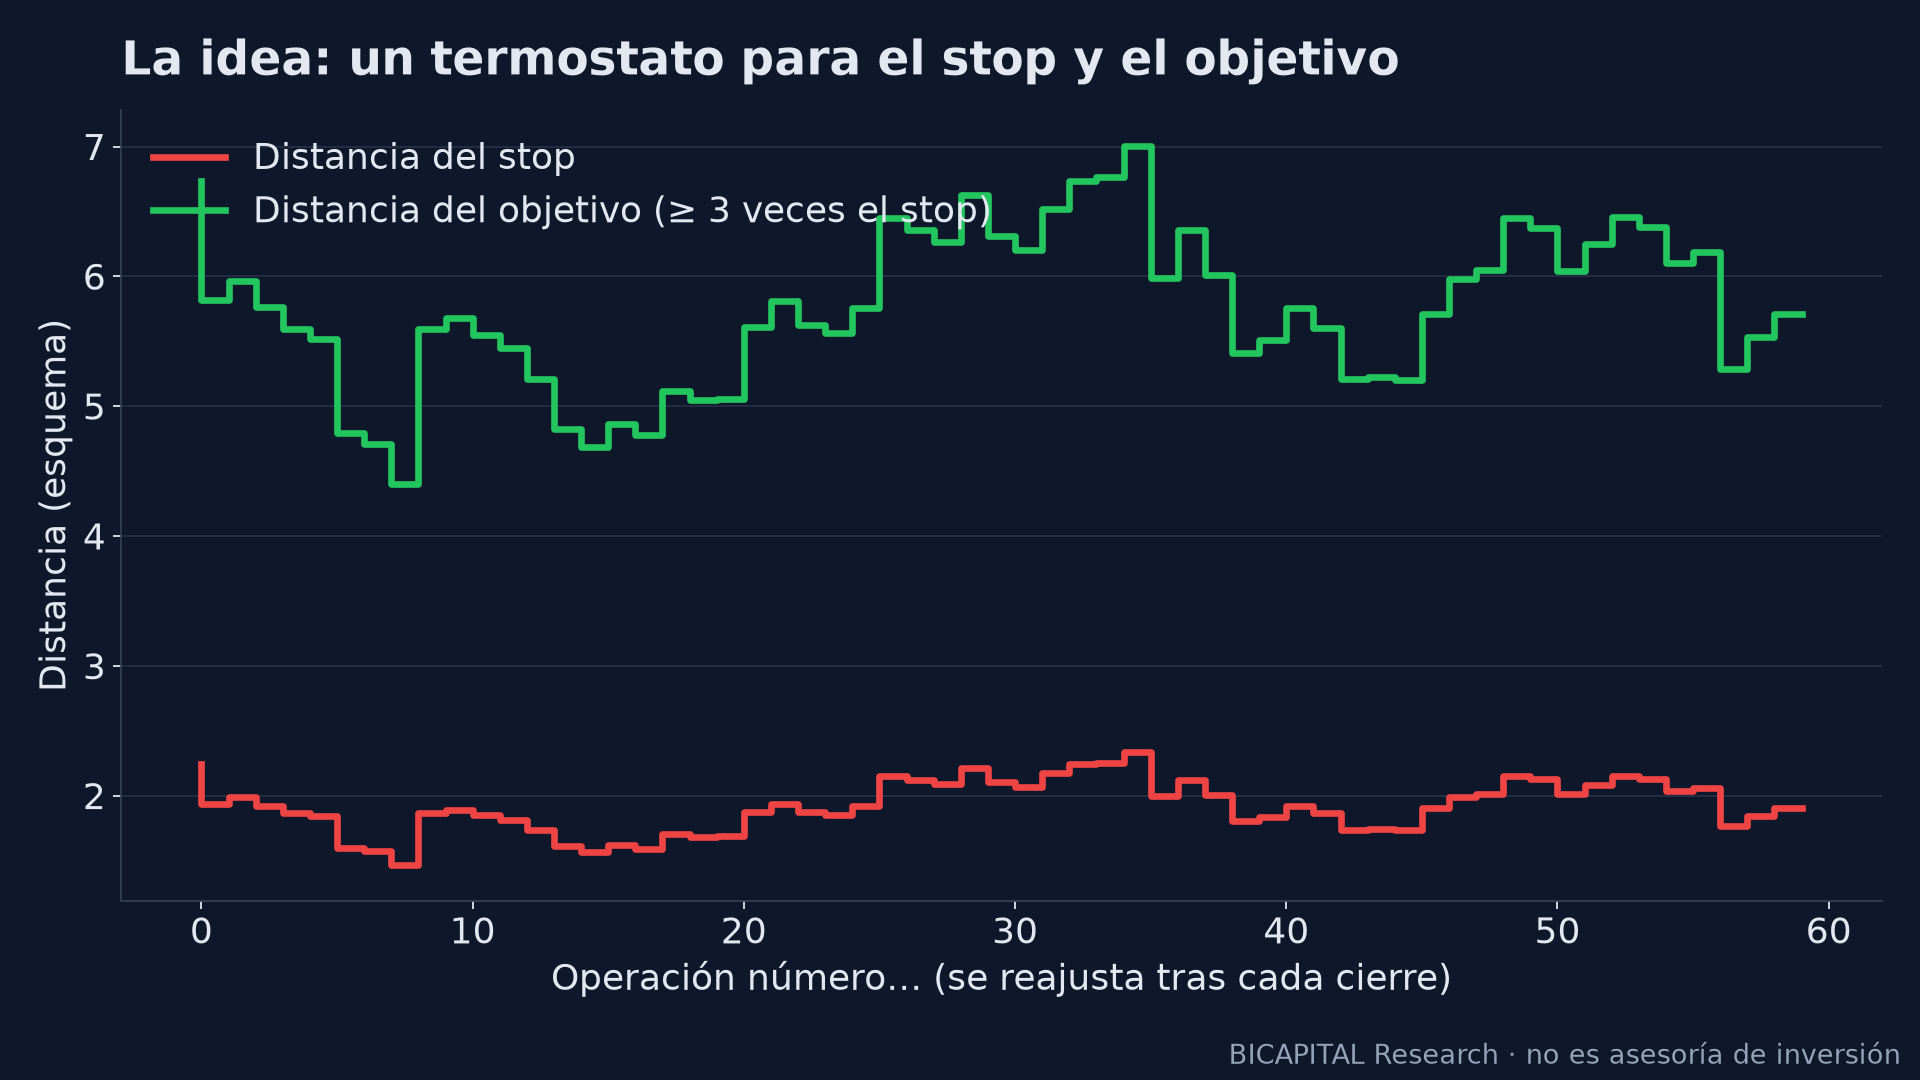 La idea: un termostato para el stop y el objetivo
Distancia del stop
Distancia del objetivo (≥ 3 veces el stop)
Distancia (esquema)
7
6
5
4
3
2
0 10 20 30 40 50 60
Operación número... (se reajusta tras cada cierre)
BICAPITAL Research · no es asesoría de inversión